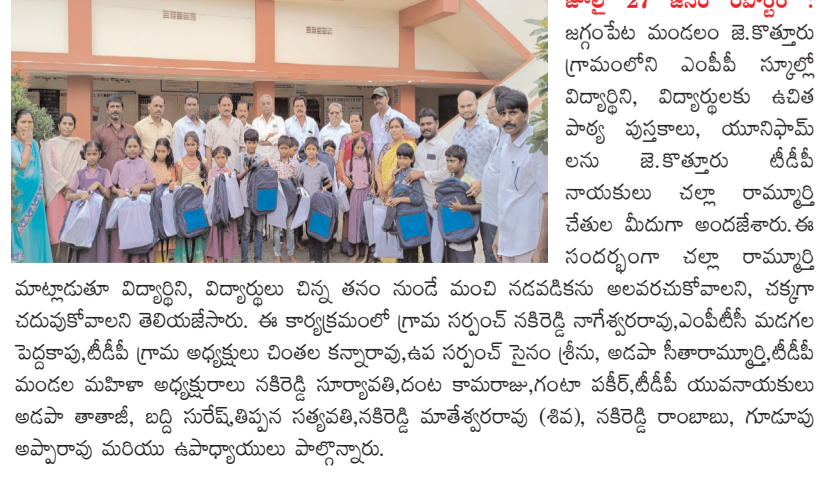 జూలై 27 జనం రిపోర్టర్ :
జగ్గంపేట మండలం జె.కొత్తూరు
గ్రామంలోని ఎంపీపీ స్కూల్లో
విద్యార్థిని, విద్యార్థులకు ఉచిత
పాఠ్య పుస్తకాలు, యూనిఫామ్
లను జె.కొత్తూరు టీడీపీ
నాయకులు చల్లా రామ్మూర్తి
చేతుల మీదుగా అందజేశారు.ఈ
సందర్భంగా చల్లా రామ్మూర్తి
మాట్లాడుతూ విద్యార్థిని, విద్యార్థులు చిన్న తనం నుండే మంచి నడవడికను అలవరచుకోవాలని, చక్కగా
చదువుకోవాలని తెలియజేసారు. ఈ కార్యక్రమంలో గ్రామ సర్పంచ్ నకిరెడ్డి నాగేశ్వరరావు,ఎంపీటీసీ మడగల
పెద్దకాపు,టీడీపీ గ్రామ అధ్యక్షులు చింతల కన్నారావు,ఉప సర్పంచ్ సైనం శ్రీను, అడపా సీతారామ్మూర్తి,టీడీపీ
మండల మహిళా అధ్యక్షురాలు నకిరెడ్డి సూర్యావతి,దంట కామరాజు,గంటా పకీర్,టీడీపీ యువనాయకులు
అడపా తాతాజీ, బద్ది సురేష్,తిప్పన సత్యవతి,నకిరెడ్డి మాతేశ్వరరావు (శివ), నకిరెడ్డి రాంబాబు, గూడూపు
అప్పారావు మరియు ఉపాధ్యాయులు పాల్గొన్నారు.